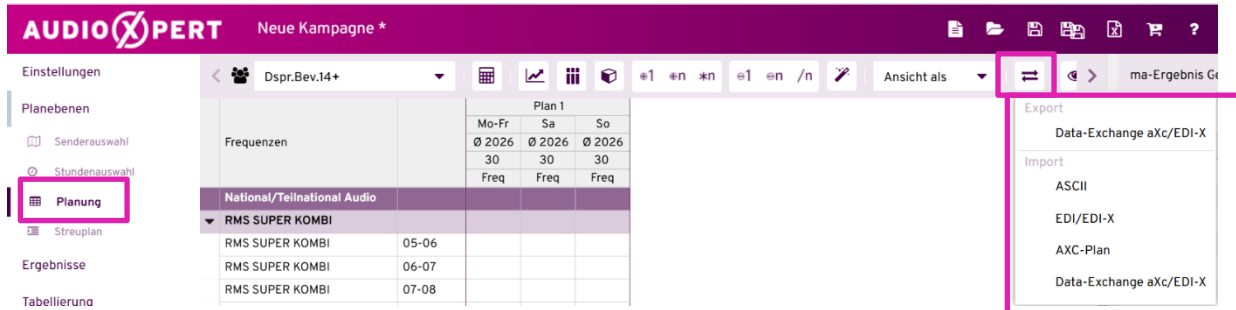 AUDIOXPERT Neue Kampagne * ?
Einstellungen
Dspr.Bev.14+ ⊕1 ⊕n *n ⊖1 ⊖n /n Ansicht als ma-Ergebnis Ge
Planebenen
Senderauswahl
Stundenauswahl
Planung
Streuplan
Ergebnisse
Tabellierung
Plan 1
Mo-Fr Sa So
Frequenzen Ø 2026 Ø 2026 Ø 2026
30 30 30
Freq Freq Freq
National/Teilnational Audio
RMS SUPER KOMBI
RMS SUPER KOMBI 05-06
RMS SUPER KOMBI 06-07
RMS SUPER KOMBI 07-08
Export
Data-Exchange aXc/EDI-X
Import
ASCII
EDI/EDI-X
AXC-Plan
Data-Exchange aXc/EDI-X